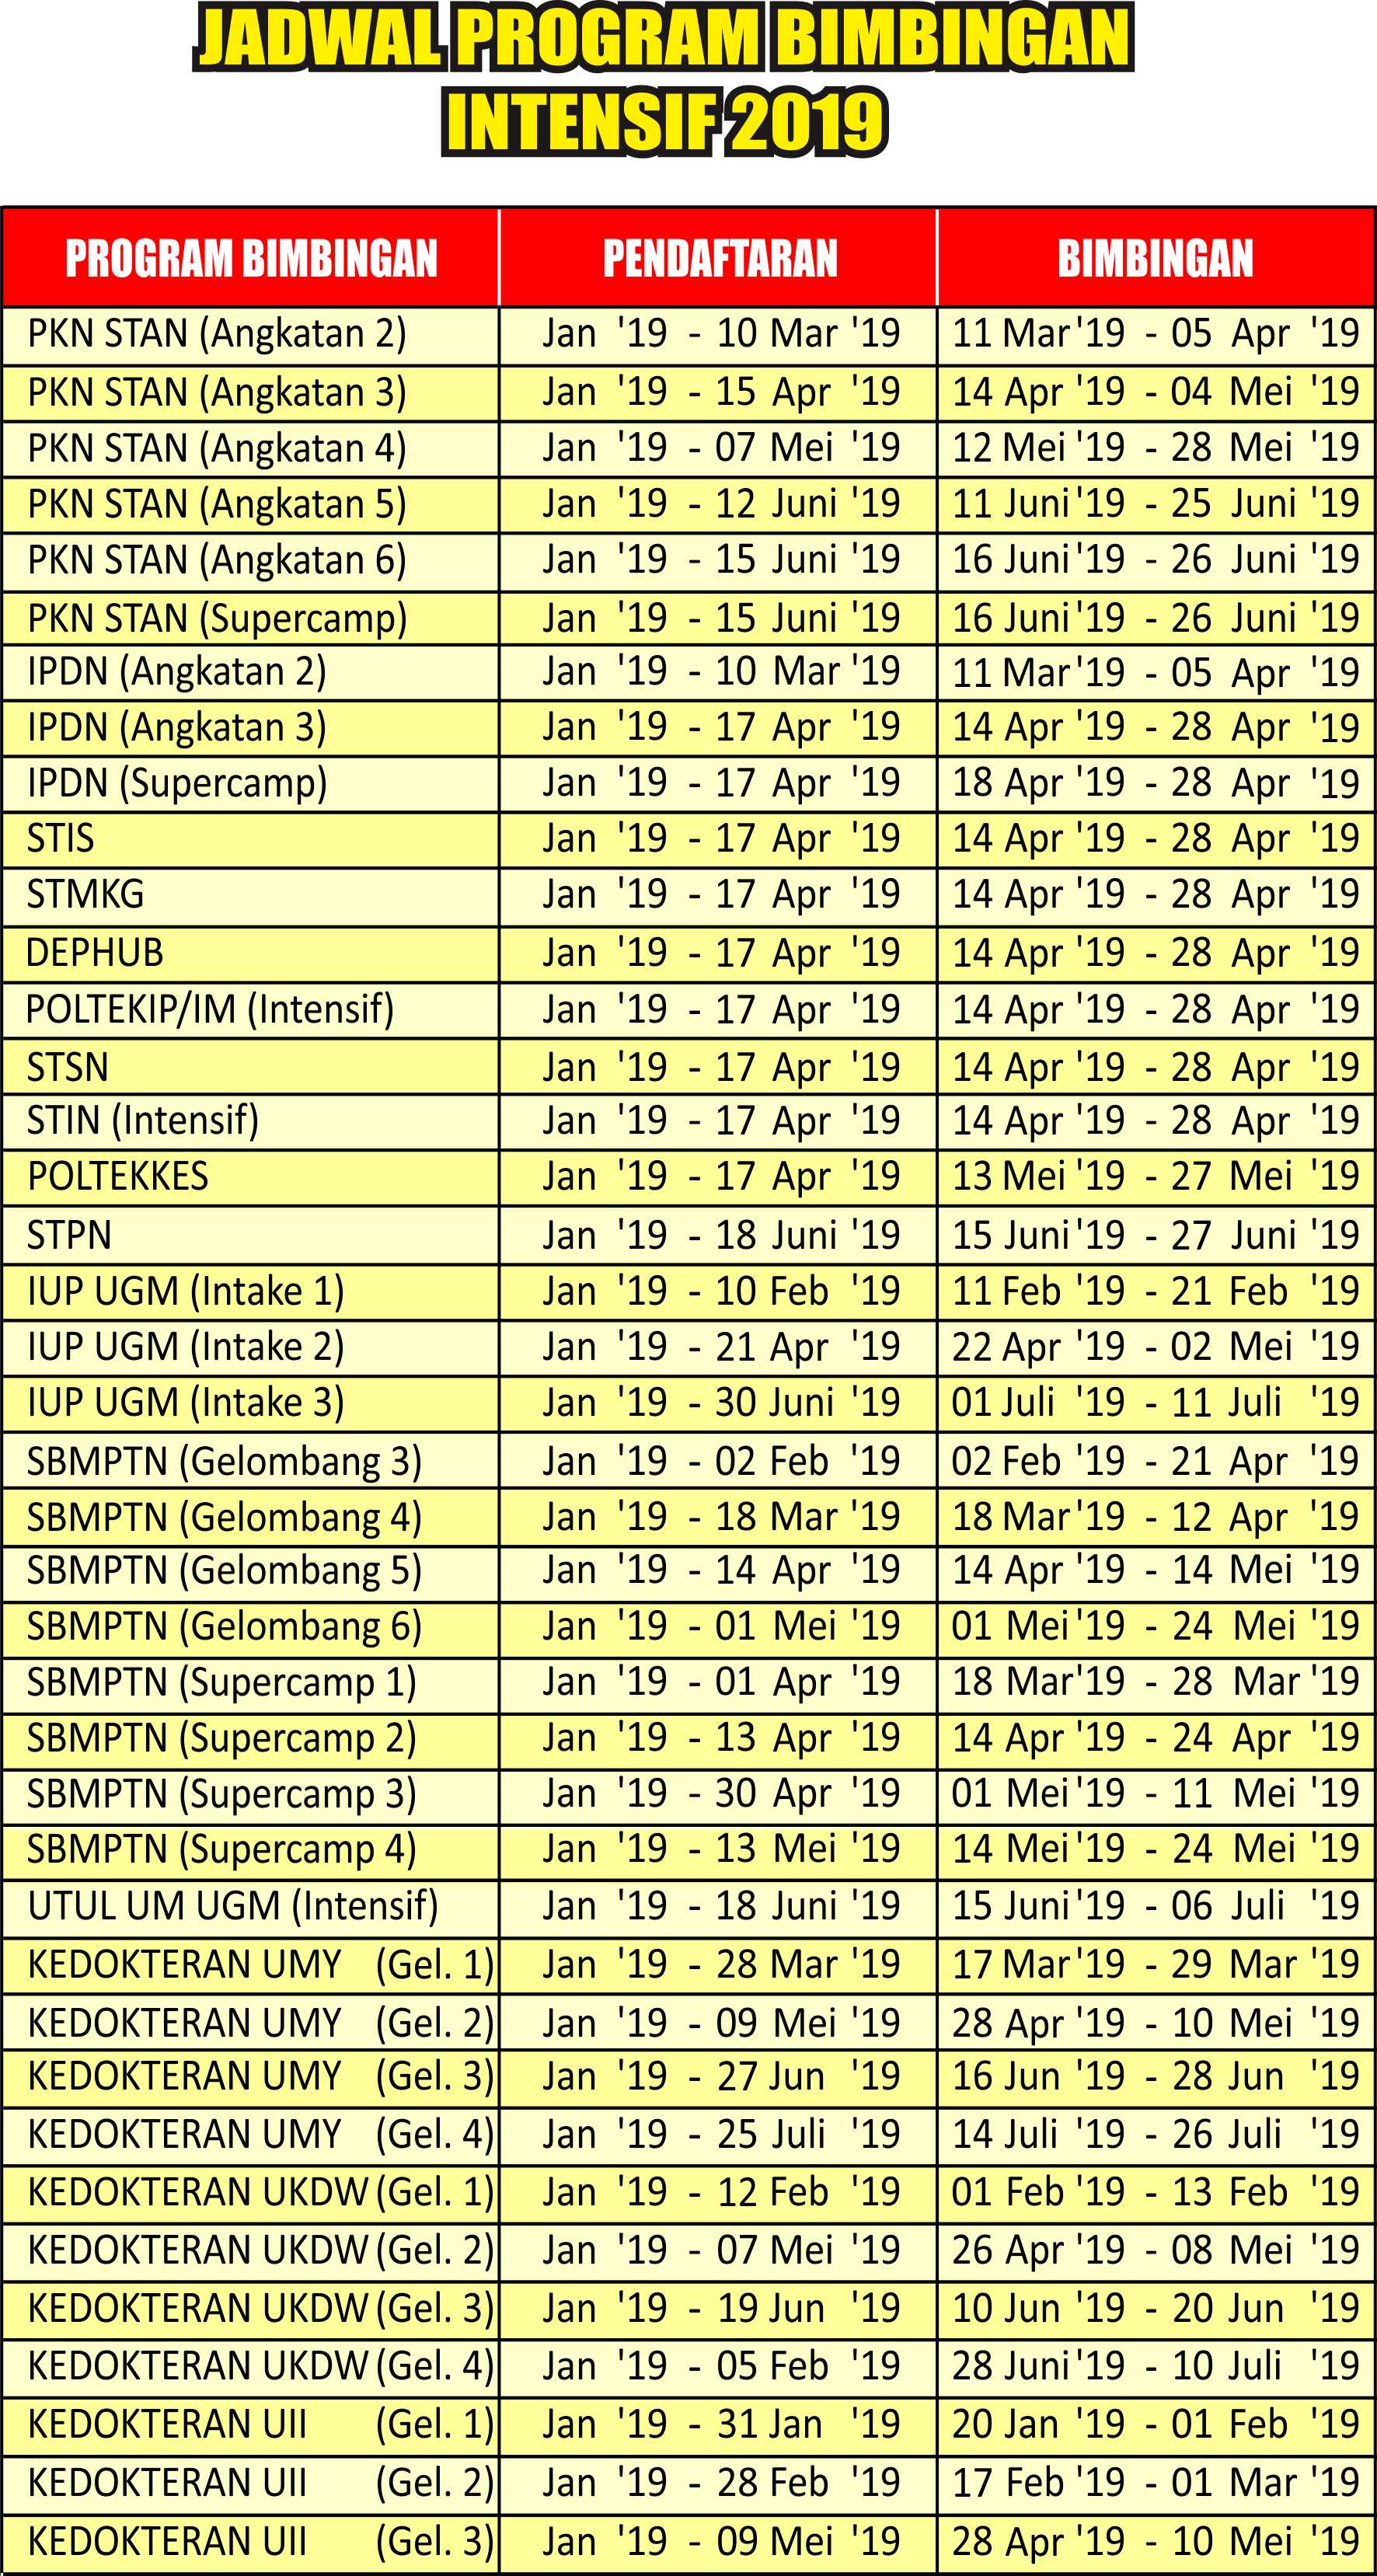 JADWAL PROGRAM BIMBINGAN
INTENSIF 2019
PROGRAM BIMBINGAN PENDAFTARAN BIMBINGAN
PKN STAN (Angkatan 2) Jan '19 - 10 Mar '19 11 Mar '19 - 05 Apr '19
PKN STAN (Angkatan 3) Jan '19 - 15 Apr '19 14 Apr '19 - 04 Mei '19
PKN STAN (Angkatan 4) Jan '19 - 07 Mei '19 12 Mei '19 - 28 Mei '19
PKN STAN (Angkatan 5) Jan '19 - 12 Juni '19 11 Juni '19 - 25 Juni '19
PKN STAN (Angkatan 6) Jan '19 - 15 Juni '19 16 Juni '19 - 26 Juni '19
PKN STAN (Supercamp) Jan '19 - 15 Juni '19 16 Juni '19 - 26 Juni '19
IPDN (Angkatan 2) Jan '19 - 10 Mar '19 11 Mar '19 - 05 Apr '19
IPDN (Angkatan 3) Jan '19 - 17 Apr '19 14 Apr '19 - 28 Apr '19
IPDN (Supercamp) Jan '19 - 17 Apr '19 18 Apr '19 - 28 Apr '19
STIS Jan '19 - 17 Apr '19 14 Apr '19 - 28 Apr '19
STMKG Jan '19 - 17 Apr '19 14 Apr '19 - 28 Apr '19
DEPHUB Jan '19 - 17 Apr '19 14 Apr '19 - 28 Apr '19
POLTEKIP/IM (Intensif) Jan '19 - 17 Apr '19 14 Apr '19 - 28 Apr '19
STSN Jan '19 - 17 Apr '19 14 Apr '19 - 28 Apr '19
STIN (Intensif) Jan '19 - 17 Apr '19 14 Apr '19 - 28 Apr '19
POLTEKKES Jan '19 - 17 Apr '19 13 Mei '19 - 27 Mei '19
STPN Jan '19 - 18 Juni '19 15 Juni '19 - 27 Juni '19
IUP UGM (Intake 1) Jan '19 - 10 Feb '19 11 Feb '19 - 21 Feb '19
IUP UGM (Intake 2) Jan '19 - 21 Apr '19 22 Apr '19 - 02 Mei '19
IUP UGM (Intake 3) Jan '19 - 30 Juni '19 01 Juli '19 - 11 Juli '19
SBMPTN (Gelombang 3) Jan '19 - 02 Feb '19 02 Feb '19 - 21 Apr '19
SBMPTN (Gelombang 4) Jan '19 - 18 Mar '19 18 Mar '19 - 12 Apr '19
SBMPTN (Gelombang 5) Jan '19 - 14 Apr '19 14 Apr '19 - 14 Mei '19
SBMPTN (Gelombang 6) Jan '19 - 01 Mei '19 01 Mei '19 - 24 Mei '19
SBMPTN (Supercamp 1) Jan '19 - 01 Apr '19 18 Mar '19 - 28 Mar '19
SBMPTN (Supercamp 2) Jan '19 - 13 Apr '19 14 Apr '19 - 24 Apr '19
SBMPTN (Supercamp 3) Jan '19 - 30 Apr '19 01 Mei '19 - 11 Mei '19
SBMPTN (Supercamp 4) Jan '19 - 13 Mei '19 14 Mei '19 - 24 Mei '19
UTUL UM UGM (Intensif) Jan '19 - 18 Juni '19 15 Juni '19 - 06 Juli '19
KEDOKTERAN UMY (Gel. 1) Jan '19 - 28 Mar '19 17 Mar '19 - 29 Mar '19
KEDOKTERAN UMY (Gel. 2) Jan '19 - 09 Mei '19 28 Apr '19 - 10 Mei '19
KEDOKTERAN UMY (Gel. 3) Jan '19 - 27 Jun '19 16 Jun '19 - 28 Jun '19
KEDOKTERAN UMY (Gel. 4) Jan '19 - 25 Juli '19 14 Juli '19 - 26 Juli '19
KEDOKTERAN UKDW (Gel. 1) Jan '19 - 12 Feb '19 01 Feb '19 - 13 Feb '19
KEDOKTERAN UKDW (Gel. 2) Jan '19 - 07 Mei '19 26 Apr '19 - 08 Mei '19
KEDOKTERAN UKDW (Gel. 3) Jan '19 - 19 Jun '19 10 Jun '19 - 20 Jun '19
KEDOKTERAN UKDW (Gel. 4) Jan '19 - 05 Feb '19 28 Juni '19 - 10 Juli '19
KEDOKTERAN UII (Gel. 1) Jan '19 - 31 Jan '19 20 Jan '19 - 01 Feb '19
KEDOKTERAN UII (Gel. 2) Jan '19 - 28 Feb '19 17 Feb '19 - 01 Mar '19
KEDOKTERAN UII (Gel. 3) Jan '19 - 09 Mei '19 28 Apr '19 - 10 Mei '19